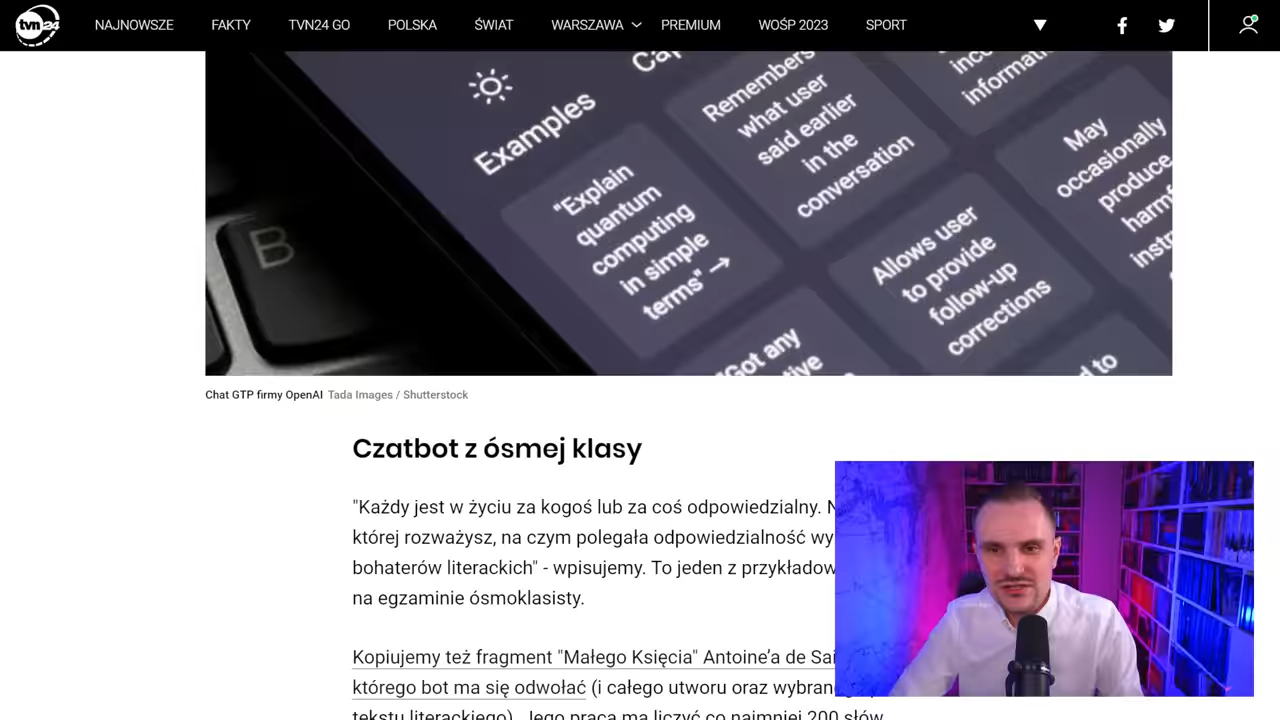 tvn24 NAJNOWSZE FAKTY TVN24 GO POLSKA ŚWIAT WARSZAWA PREMIUM WOŚP 2023 SPORT
Examples
"Explain
quantum
computing
in simple
terms" →
"Got any
Remembers
what user
said earlier
in the
conversation
Allows user
to provide
follow-up
corrections
May
occasionally
produce
Chat GTP firmy OpenAI Tada Images / Shutterstock
Czatbot z ósmej klasy
"Każdy jest w życiu za kogoś lub za coś odpowiedzialny. N
której rozważysz, na czym polegała odpowiedzialność wy
bohaterów literackich" - wpisujemy. To jeden z przykładow
na egzaminie ósmoklasisty.
Kopiujemy też fragment "Małego Księcia" Antoine’a de Sai
którego bot ma się odwołać (i całego utworu oraz wybran
tekstu literackiego). Jego praca ma liczyć co najmniej 200 słów.
B